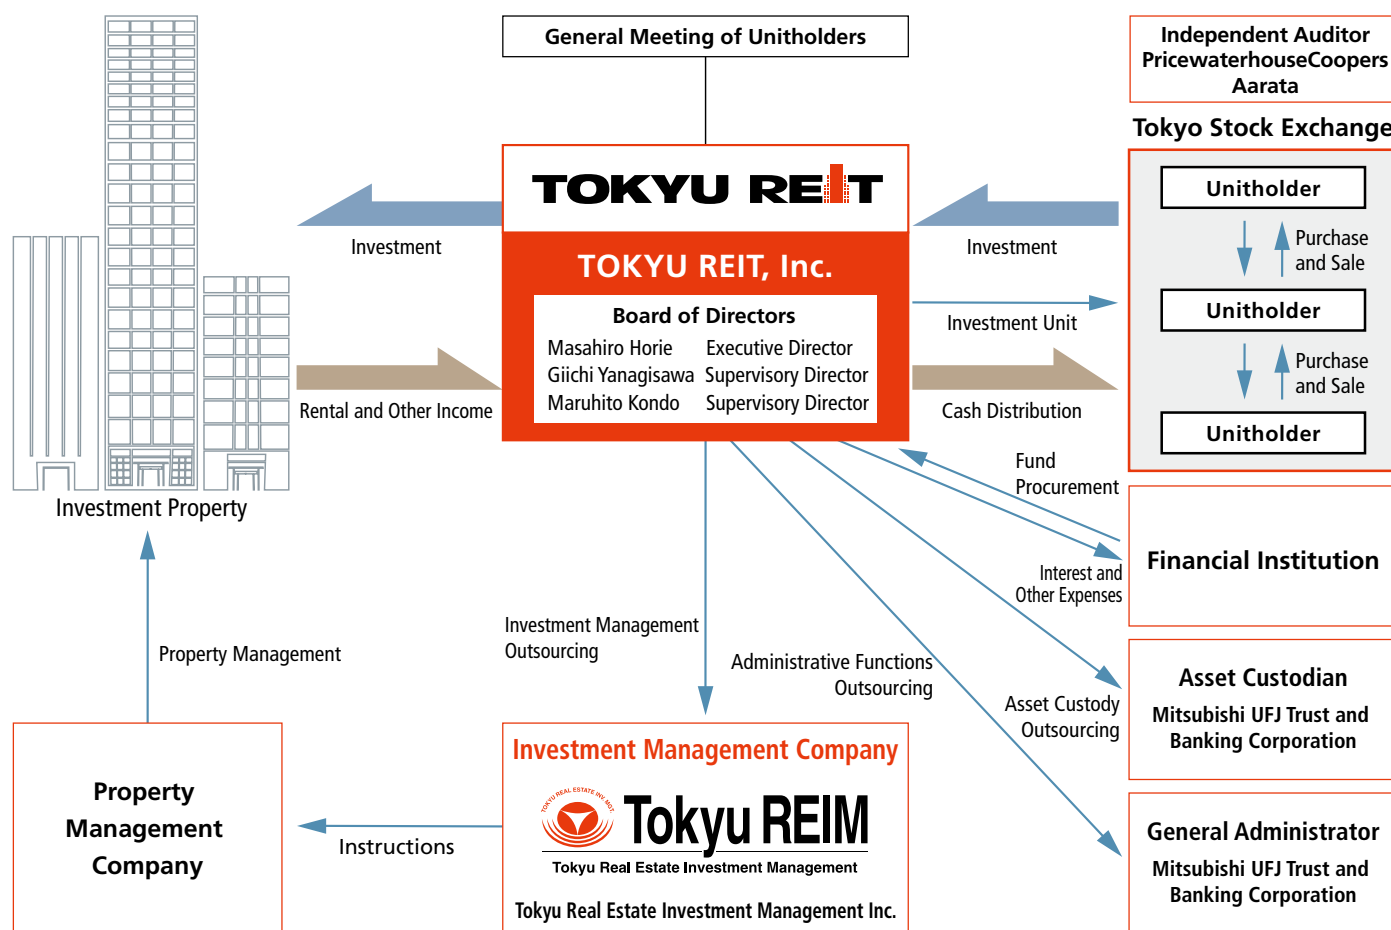 General Meeting of Unitholders
Independent Auditor
PricewaterhouseCoopers
Aarata
Tokyo Stock Exchange
TOKYU REIT
Investment
Investment
Unitholder
Purchase
and Sale
TOKYU REIT, Inc.
Board of Directors
Masahiro Horie Executive Director
Giichi Yanagisawa Supervisory Director
Maruhito Kondo Supervisory Director
Investment Unit
Unitholder
Purchase
and Sale
Rental and Other Income
Cash Distribution
Unitholder
Investment Property
Fund
Procurement
Financial Institution
Interest and
Other Expenses
Property Management
Investment Management
Outsourcing
Administrative Functions
Outsourcing
Asset Custody
Outsourcing
Asset Custodian
Mitsubishi UFJ Trust and
Banking Corporation
Property
Management
Company
Instructions
Investment Management Company
TOKYU REAL ESTATE INV. MGT.
Tokyu REIM
Tokyu Real Estate Investment Management
Tokyu Real Estate Investment Management Inc.
General Administrator
Mitsubishi UFJ Trust and
Banking Corporation